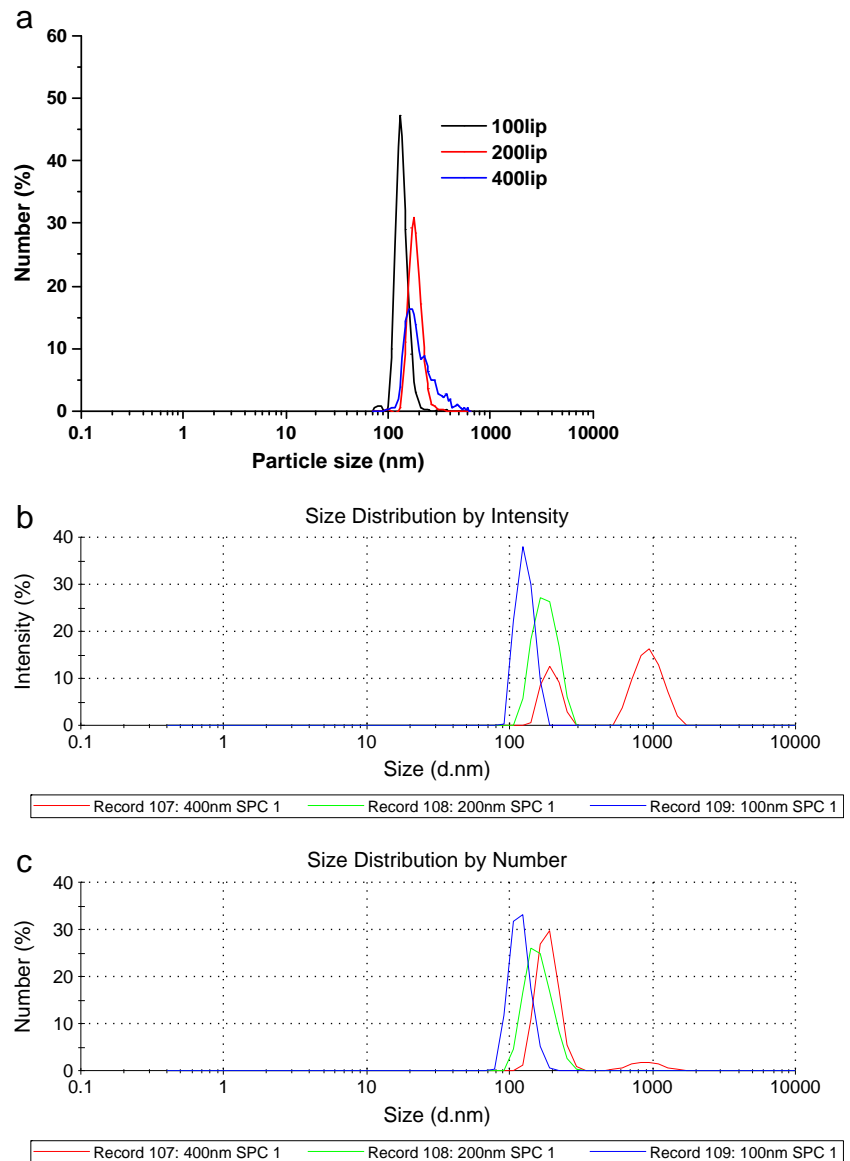 a
60
50
40
30
20
10
0
Number (%)
100lip
200lip
400lip
0.1 1 10 100 1000 10000
Particle size (nm)
b
Size Distribution by Intensity
40
30
20
10
0
Intensity (%)
0.1 1 10 100 1000 10000
Size (d.nm)
Record 107: 400nm SPC 1 Record 108: 200nm SPC 1 Record 109: 100nm SPC 1
c
Size Distribution by Number
40
30
20
10
0
Number (%)
0.1 1 10 100 1000 10000
Size (d.nm)
Record 107: 400nm SPC 1 Record 108: 200nm SPC 1 Record 109: 100nm SPC 1